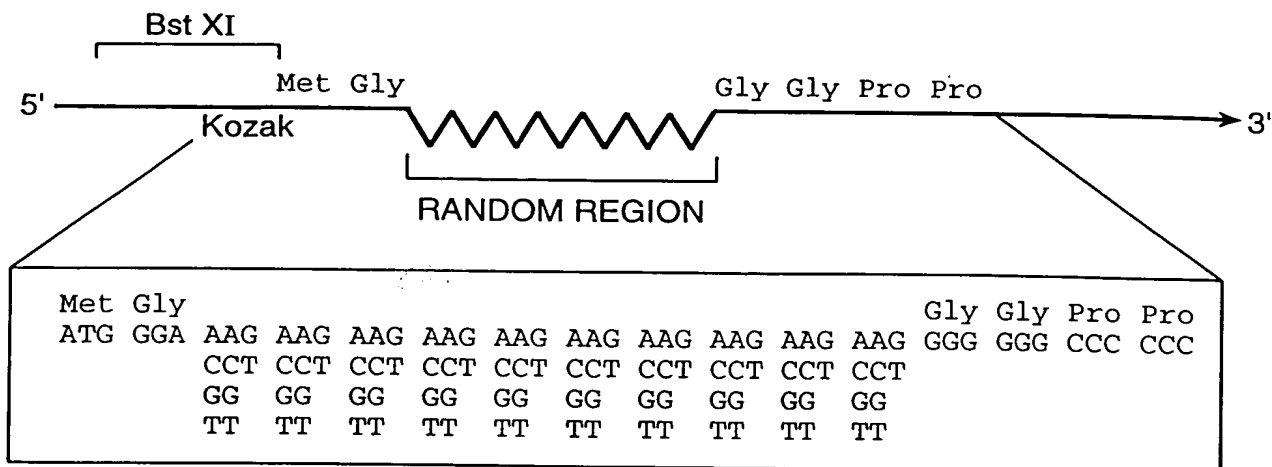 Bst XI
Met Gly
Gly Gly Pro Pro
5'
3'
Kozak
RANDOM REGION
Met Gly
Gly Gly Pro Pro
ATG GGA AAG AAG AAG AAG AAG AAG AAG AAG AAG AAG GGG GGG CCC CCC
CCT CCT CCT CCT CCT CCT CCT CCT CCT CCT
GG GG GG GG GG GG GG GG GG GG
TT TT TT TT TT TT TT TT TT TT